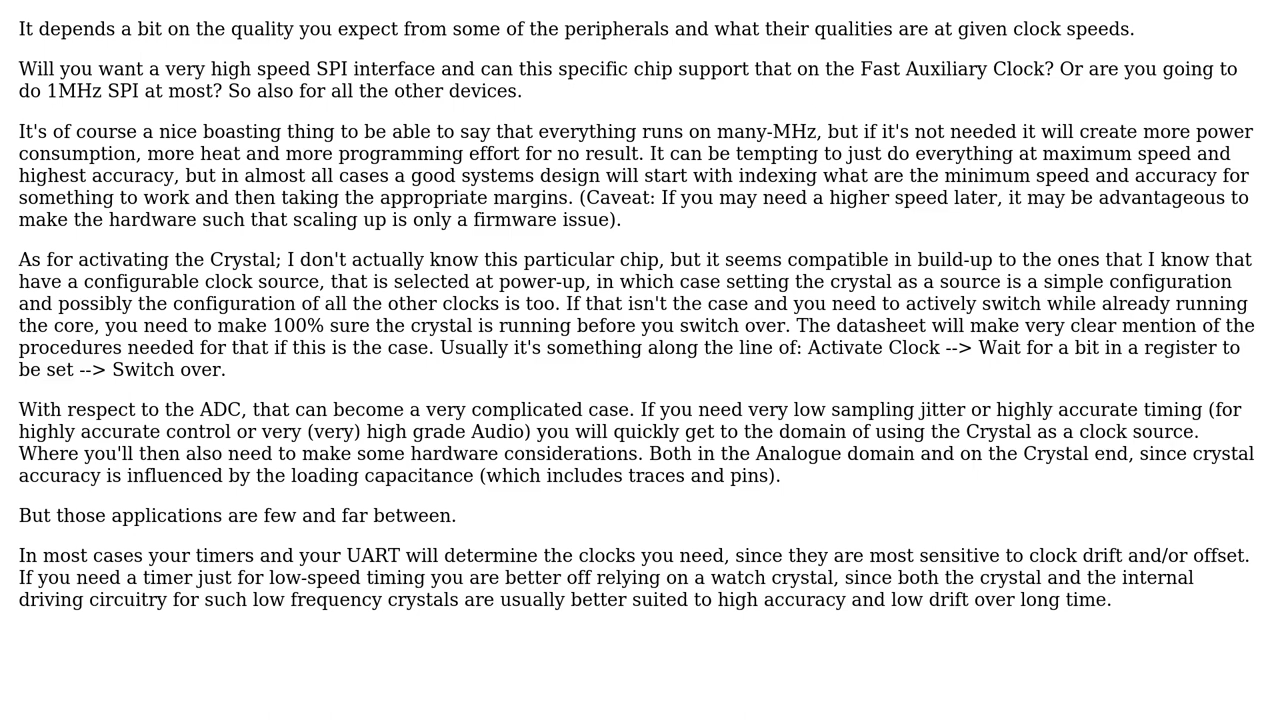 It depends a bit on the quality you expect from some of the peripherals and what their qualities are at given clock speeds.
Will you want a very high speed SPI interface and can this specific chip support that on the Fast Auxiliary Clock? Or are you going to
do 1MHz SPI at most? So also for all the other devices.
It's of course a nice boasting thing to be able to say that everything runs on many-MHz, but if it's not needed it will create more power
consumption, more heat and more programming effort for no result. It can be tempting to just do everything at maximum speed and
highest accuracy, but in almost all cases a good systems design will start with indexing what are the minimum speed and accuracy for
something to work and then taking the appropriate margins. (Caveat: If you may need a higher speed later, it may be advantageous to
make the hardware such that scaling up is only a firmware issue).
As for activating the Crystal; I don't actually know this particular chip, but it seems compatible in build-up to the ones that I know that
have a configurable clock source, that is selected at power-up, in which case setting the crystal as a source is a simple configuration
and possibly the configuration of all the other clocks is too. If that isn't the case and you need to actively switch while already running
the core, you need to make 100% sure the crystal is running before you switch over. The datasheet will make very clear mention of the
procedures needed for that if this is the case. Usually it's something along the line of: Activate Clock --> Wait for a bit in a register to
be set --> Switch over.
With respect to the ADC, that can become a very complicated case. If you need very low sampling jitter or highly accurate timing (for
highly accurate control or very (very) high grade Audio) you will quickly get to the domain of using the Crystal as a clock source.
Where you'll then also need to make some hardware considerations. Both in the Analogue domain and on the Crystal end, since crystal
accuracy is influenced by the loading capacitance (which includes traces and pins).
But those applications are few and far between.
In most cases your timers and your UART will determine the clocks you need, since they are most sensitive to clock drift and/or offset.
If you need a timer just for low-speed timing you are better off relying on a watch crystal, since both the crystal and the internal
driving circuitry for such low frequency crystals are usually better suited to high accuracy and low drift over long time.